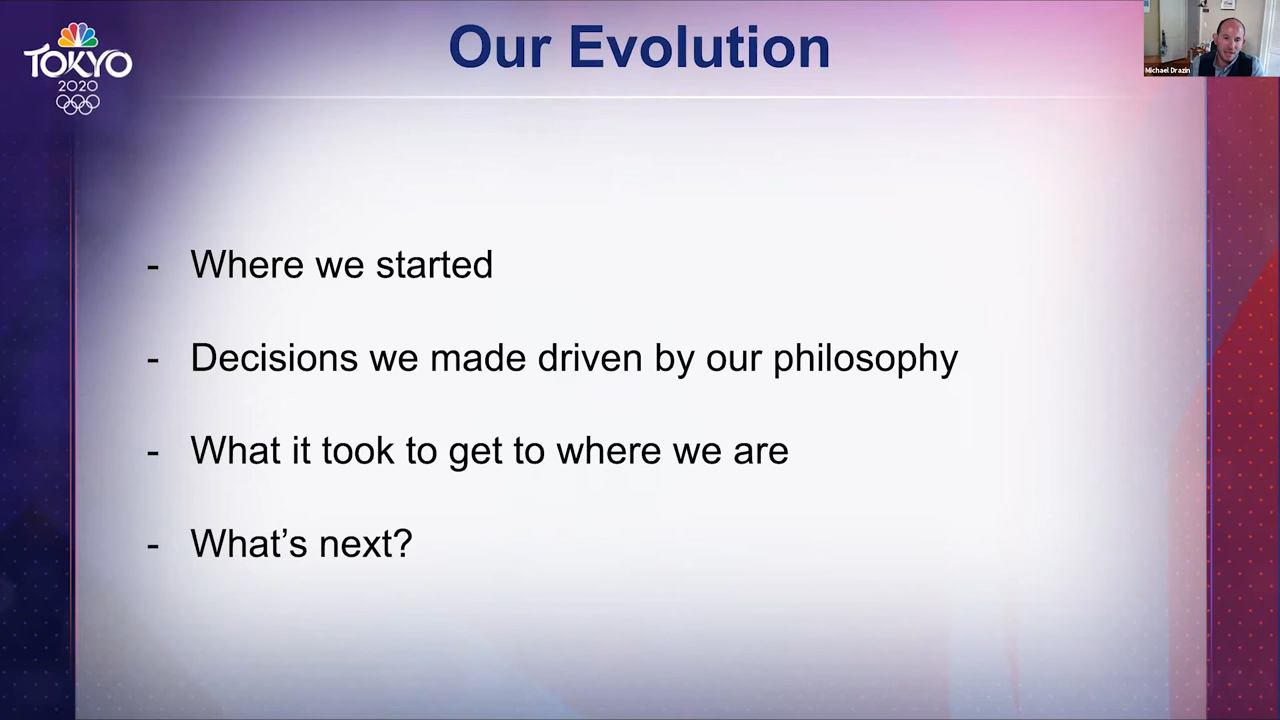 TOKYO
2020
Our Evolution
Michael Drazin
- Where we started
- Decisions we made driven by our philosophy
- What it took to get to where we are
- What’s next?